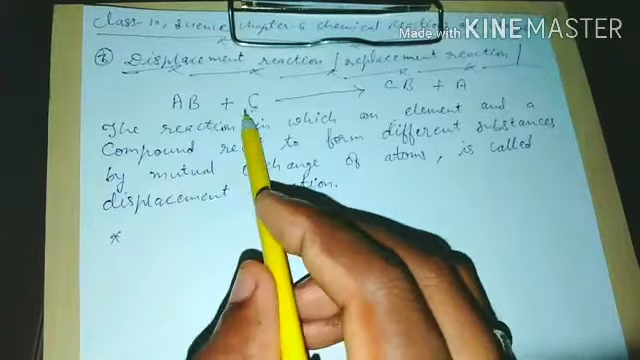 Made with KINEMASTER
Class-10, Science chapter 6 chemical Reactions
Displacement reaction / replacement reaction /
AB + C → CB + A
The reaction in which an element and a
compound to form different substances
by mutual of atoms, is called
displacement
*